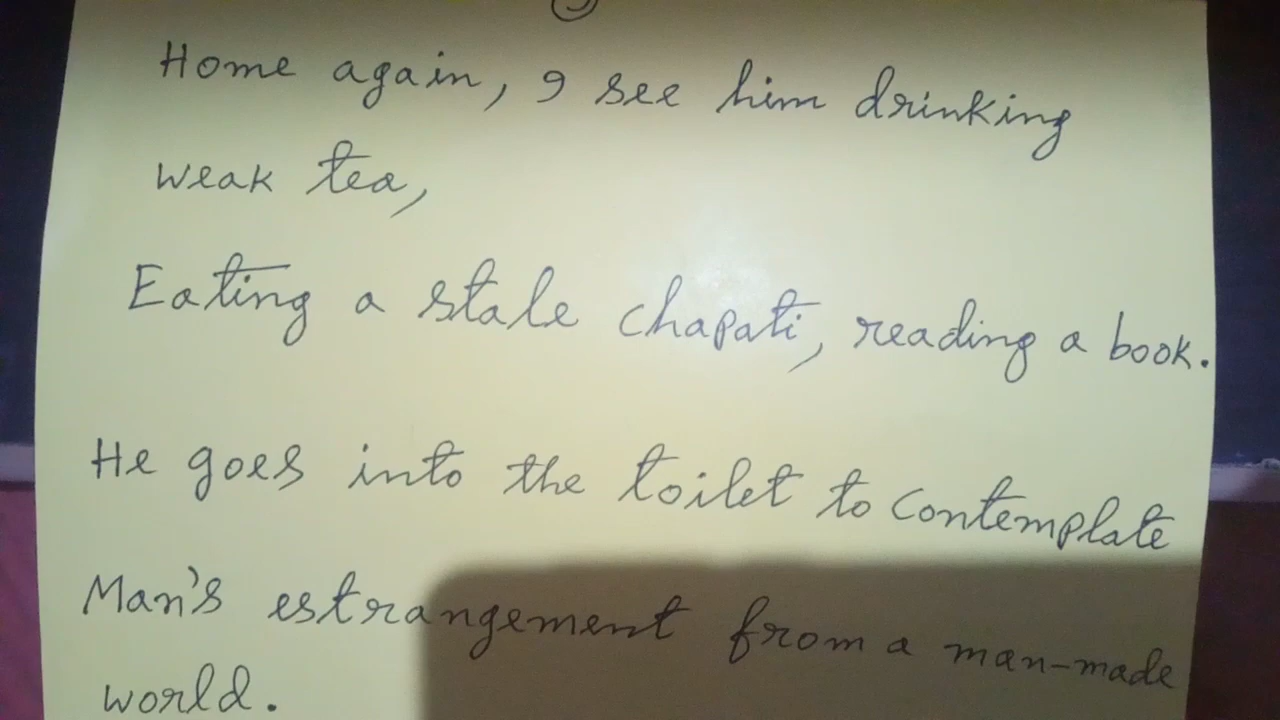 Home again, I see him drinking
weak tea,
Eating a stale chapati, reading a book.
He goes into the toilet to contemplate
Man's estrangement from a man-made
world.